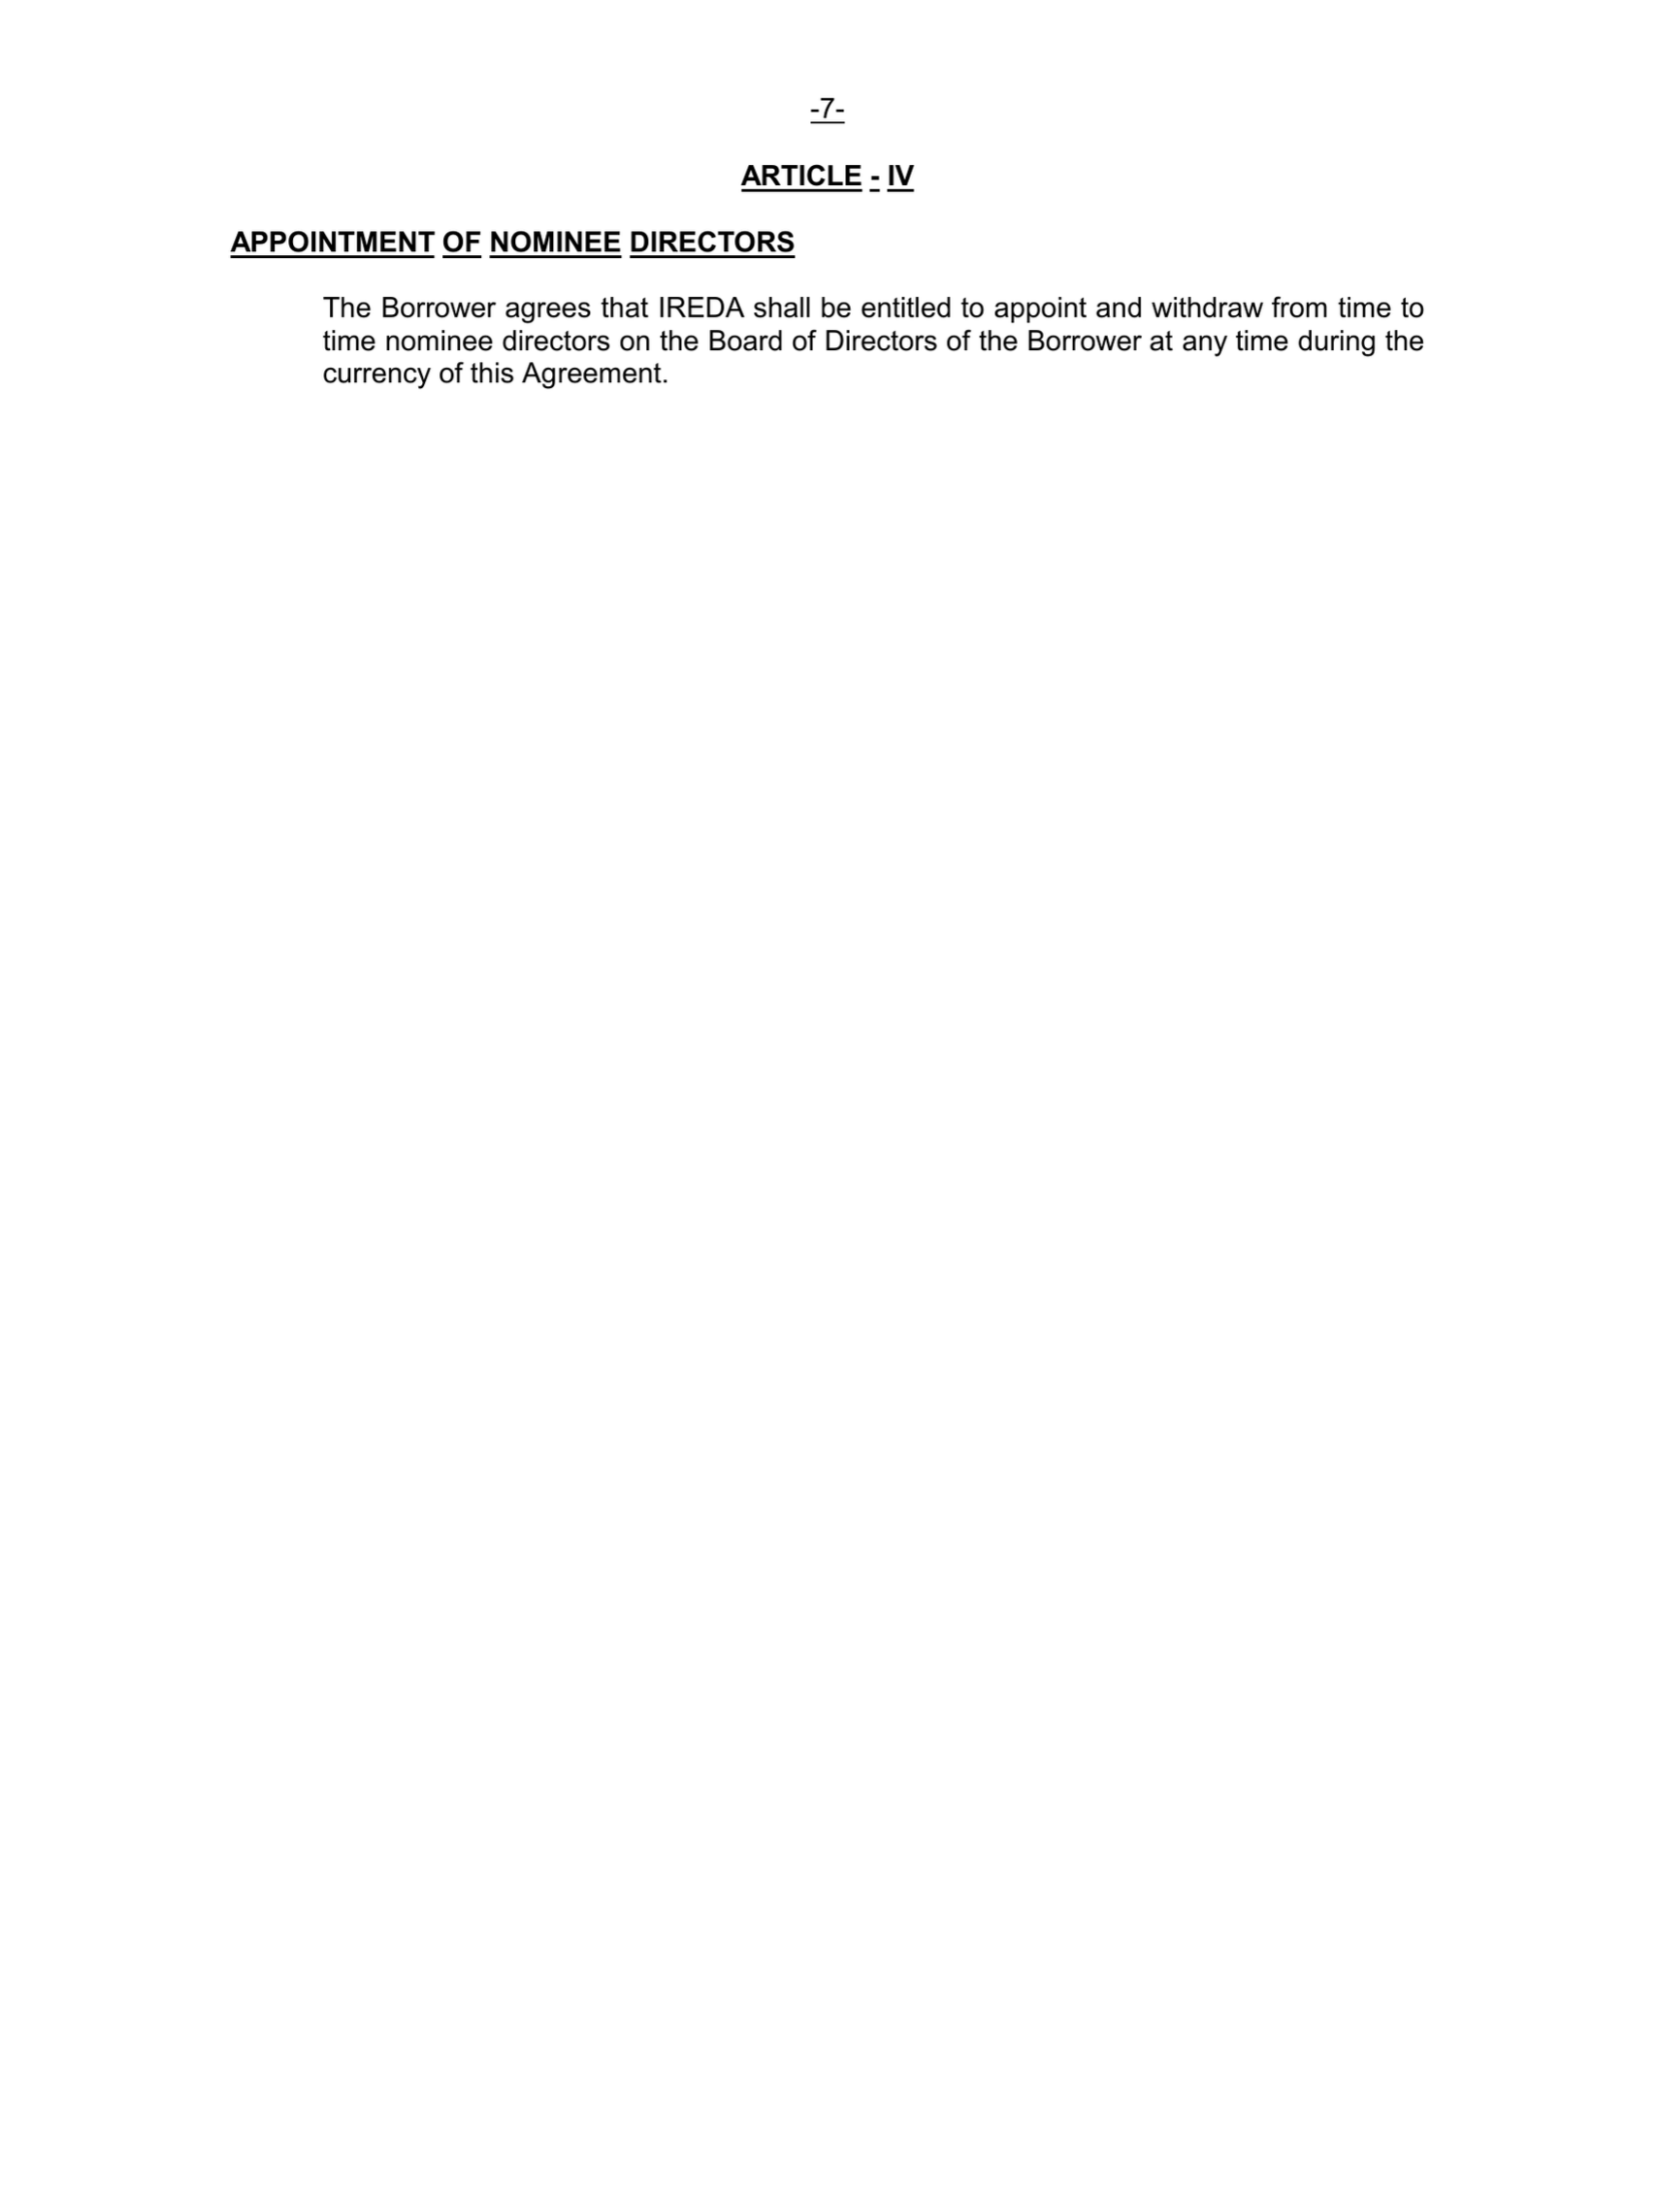 -7-
ARTICLE - IV
APPOINTMENT OF NOMINEE DIRECTORS
The Borrower agrees that IREDA shall be entitled to appoint and withdraw from time to
time nominee directors on the Board of Directors of the Borrower at any time during the
currency of this Agreement.